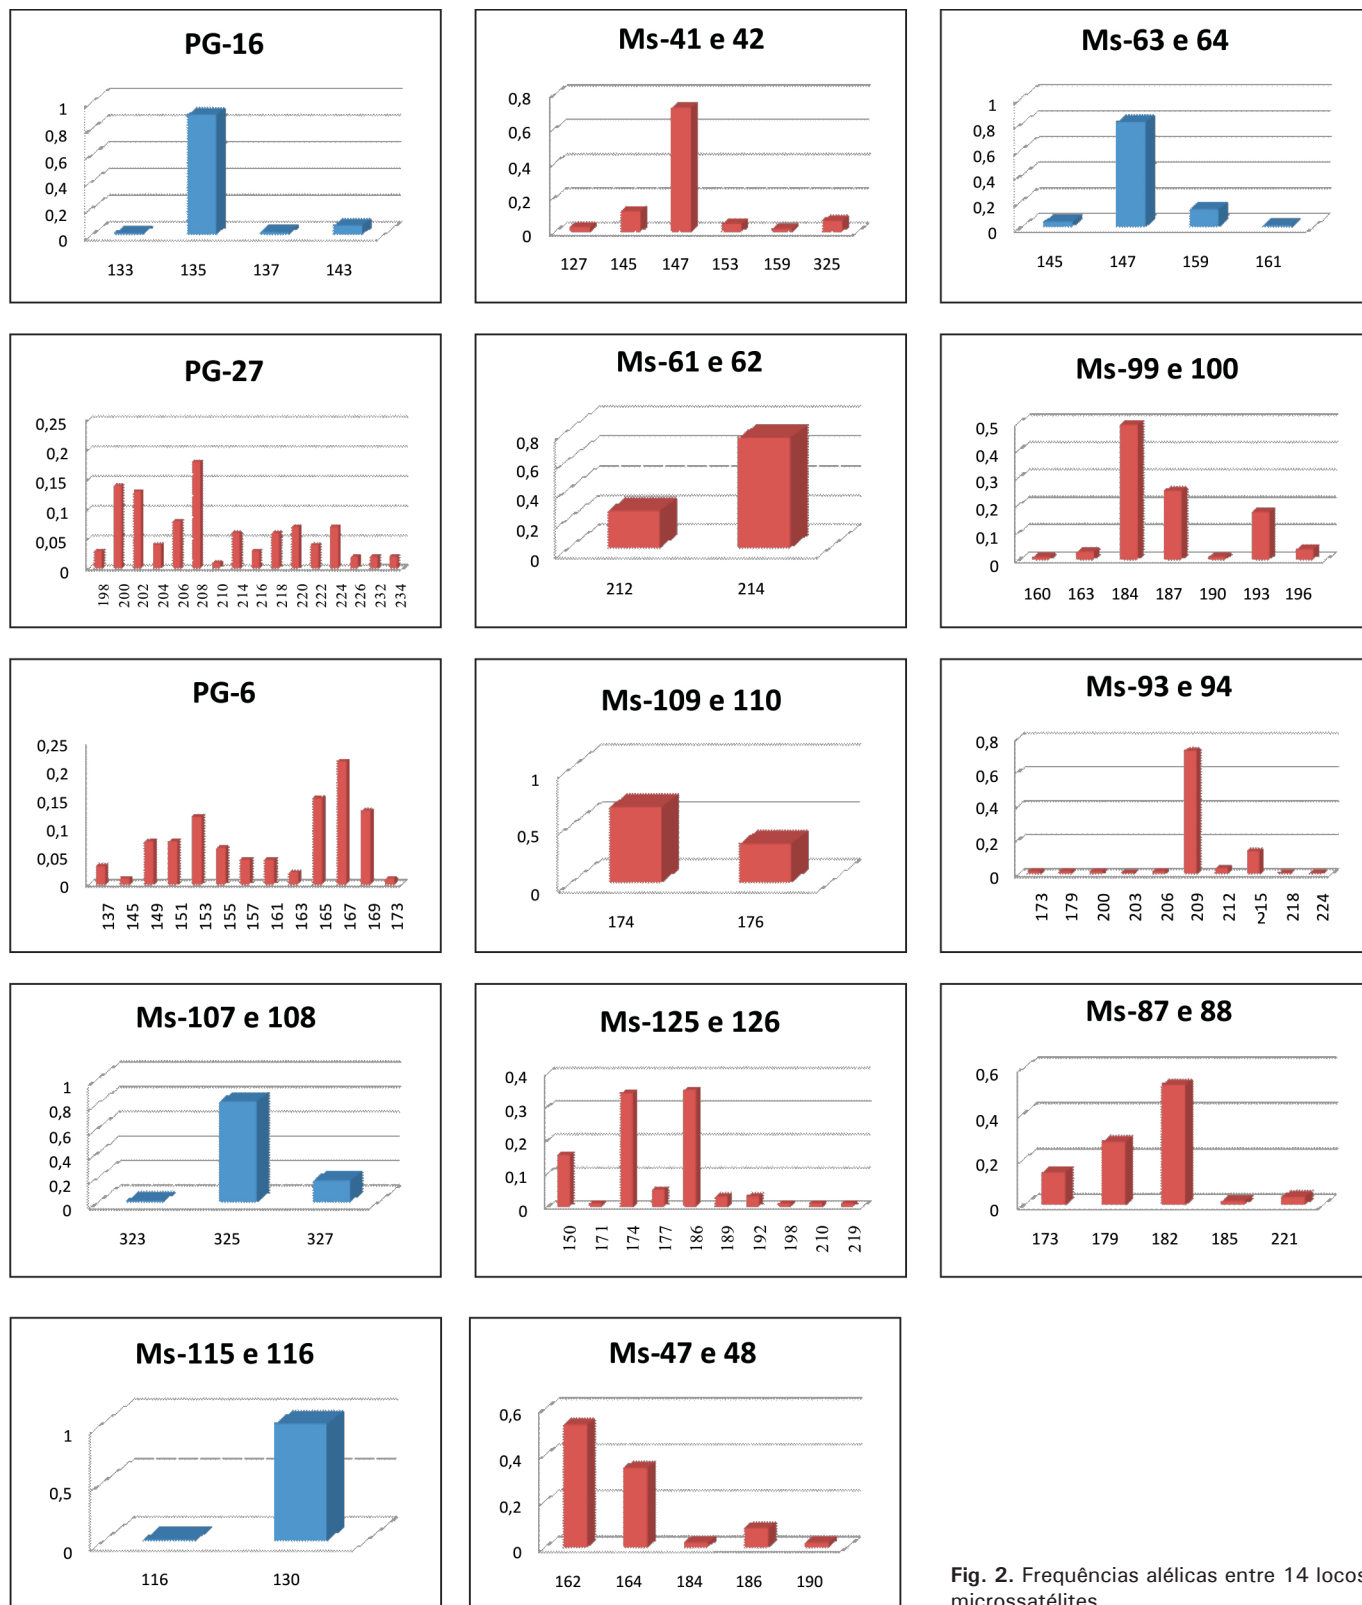 PG-16
1
0,8
0,6
0,4
0,2
0
133 135 137 143
Ms-41 e 42
0,8
0,6
0,4
0,2
0
127 145 147 153 159 325
Ms-63 e 64
1
0,8
0,6
0,4
0,2
0
145 147 159 161
PG-27
0,25
0,2
0,15
0,1
0,05
0
198 200 202 204 206 208 210 214 216 218 220 222 224 226 232 234
Ms-61 e 62
0,8
0,6
0,4
0,2
0
212 214
Ms-99 e 100
0,5
0,4
0,3
0,2
0,1
0
160 163 184 187 190 193 196
PG-6
0,25
0,2
0,15
0,1
0,05
0
137 145 149 151 153 155 157 161 163 165 167 169 173
Ms-109 e 110
1
0,5
0
174 176
Ms-93 e 94
0,8
0,6
0,4
0,2
0
173 179 200 203 206 209 212 215 218 224
Ms-107 e 108
1
0,8
0,6
0,4
0,2
0
323 325 327
Ms-125 e 126
0,4
0,3
0,2
0,1
0
150 171 174 177 186 189 192 198 210 219
Ms-87 e 88
0,6
0,4
0,2
0
173 179 182 185 221
Ms-115 e 116
1
0,5
0
116 130
Ms-47 e 48
0,6
0,4
0,2
0
162 164 184 186 190
Fig. 2. Frequências alélicas entre 14 locos
microssatélites